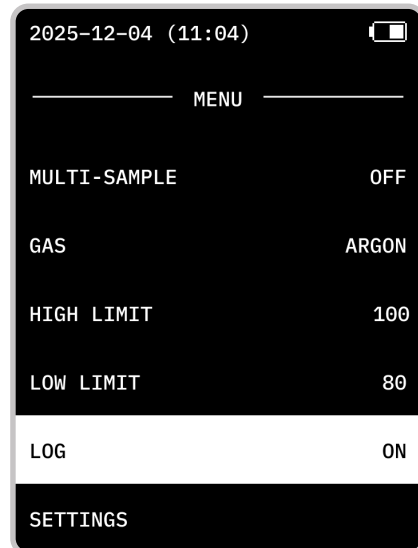 2025-12-04 (11:04)
MENU
MULTI-SAMPLE OFF
GAS ARGON
HIGH LIMIT 100
LOW LIMIT 80
LOG ON
SETTINGS